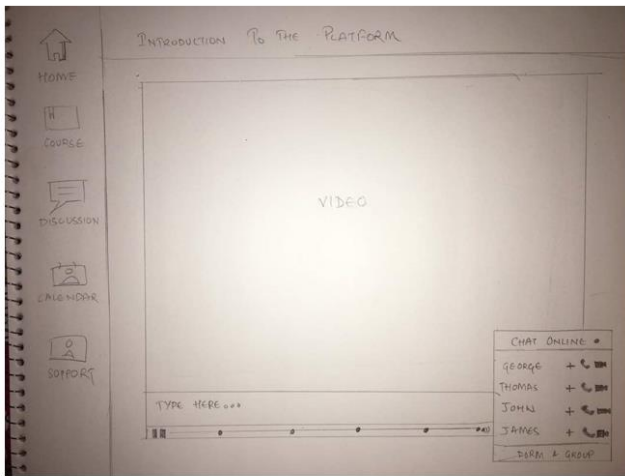 INTRODUCTION TO THE PLATFORM
HOME
H
COURSE
DISCUSSION
CALENDAR
SUPPORT
VIDEO
TYPE HERE...
CHAT ONLINE
GEORGE +
THOMAS +
JOHN +
JAMES +
FORM A GROUP